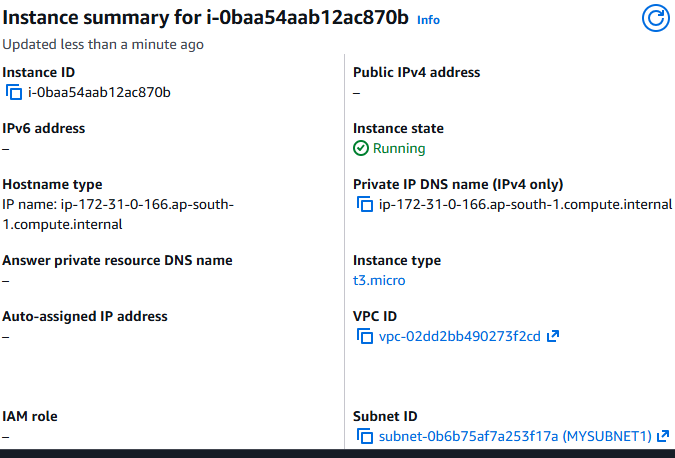 Instance summary for i-0baa54aab12ac870b Info
Updated less than a minute ago
Instance ID
i-0baa54aab12ac870b
Public IPv4 address
–
IPv6 address
–
Instance state
Running
Hostname type
IP name: ip-172-31-0-166.ap-south-
1.compute.internal
Private IP DNS name (IPv4 only)
ip-172-31-0-166.ap-south-1.compute.internal
Answer private resource DNS name
–
Instance type
t3.micro
Auto-assigned IP address
–
VPC ID
vpc-02dd2bb490273f2cd
IAM role
–
Subnet ID
subnet-0b6b75af7a253f17a (MYSUBNET1)